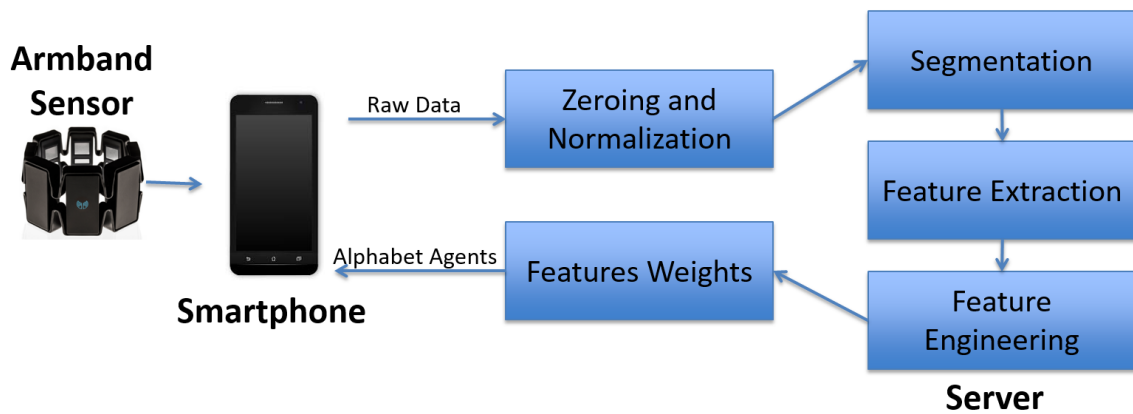 Armband
Sensor
Smartphone
Raw Data
Zeroing and
Normalization
Segmentation
Feature Extraction
Feature
Engineering
Server
Features Weights
Alphabet Agents